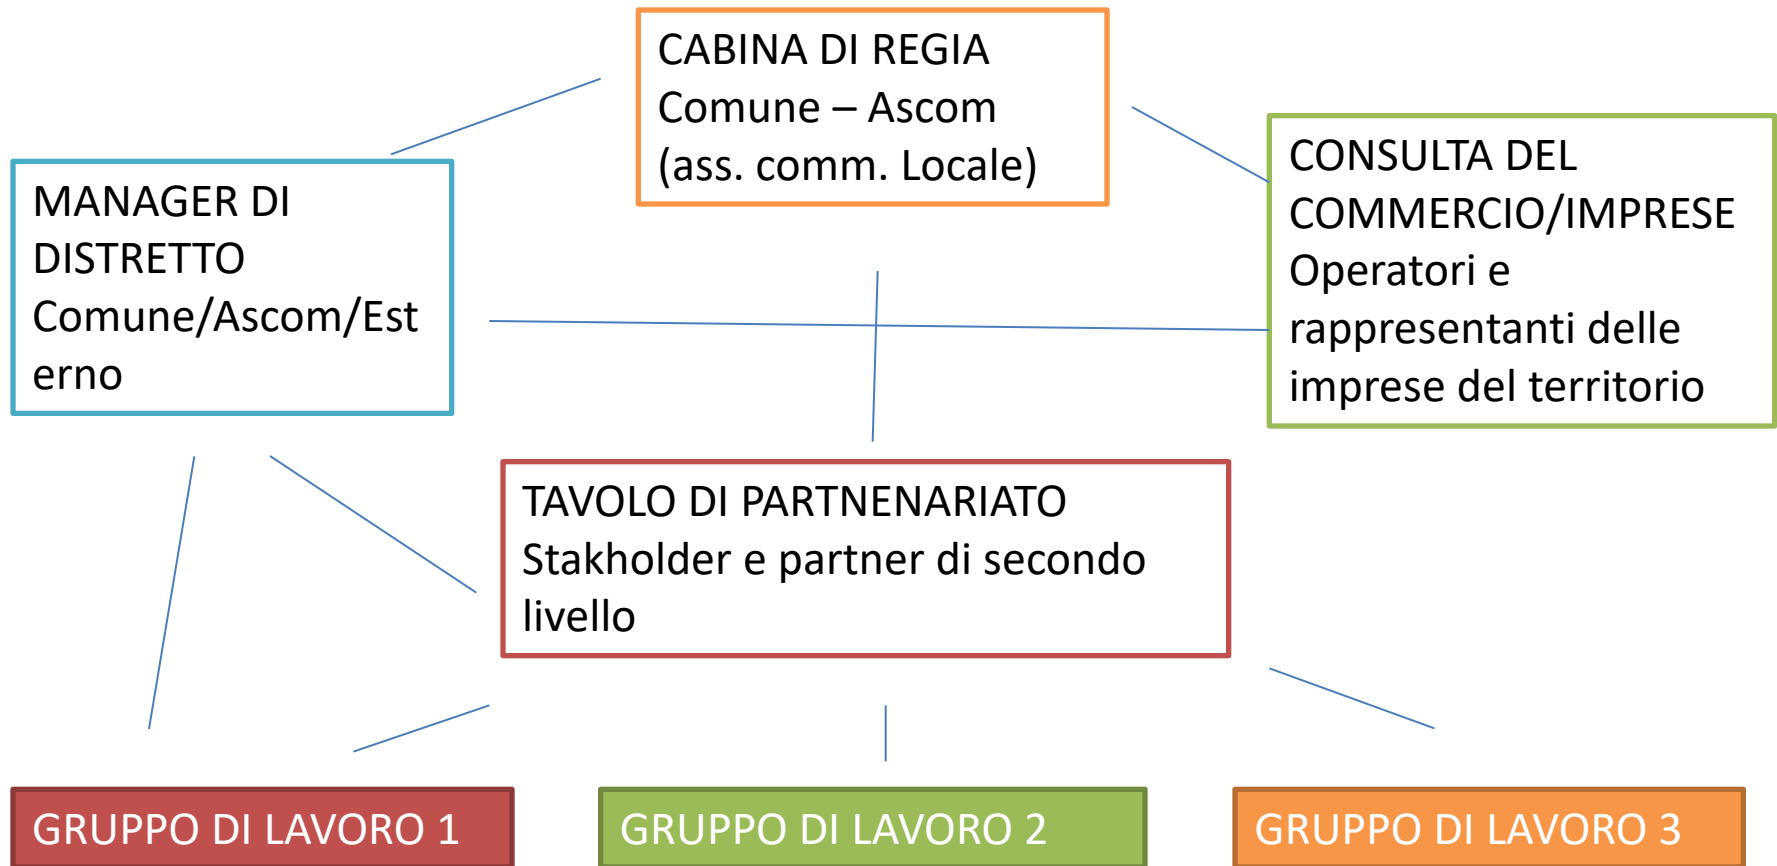 CABINA DI REGIA
Comune – Ascom
(ass. comm. Locale)
MANAGER DI
DISTRETTO
Comune/Ascom/Est
erno
CONSULTA DEL
COMMERCIO/IMPRESE
Operatori e
rappresentanti delle
imprese del territorio
TAVOLO DI PARTNENARIATO
Stakholder e partner di secondo
livello
GRUPPO DI LAVORO 1
GRUPPO DI LAVORO 2
GRUPPO DI LAVORO 3